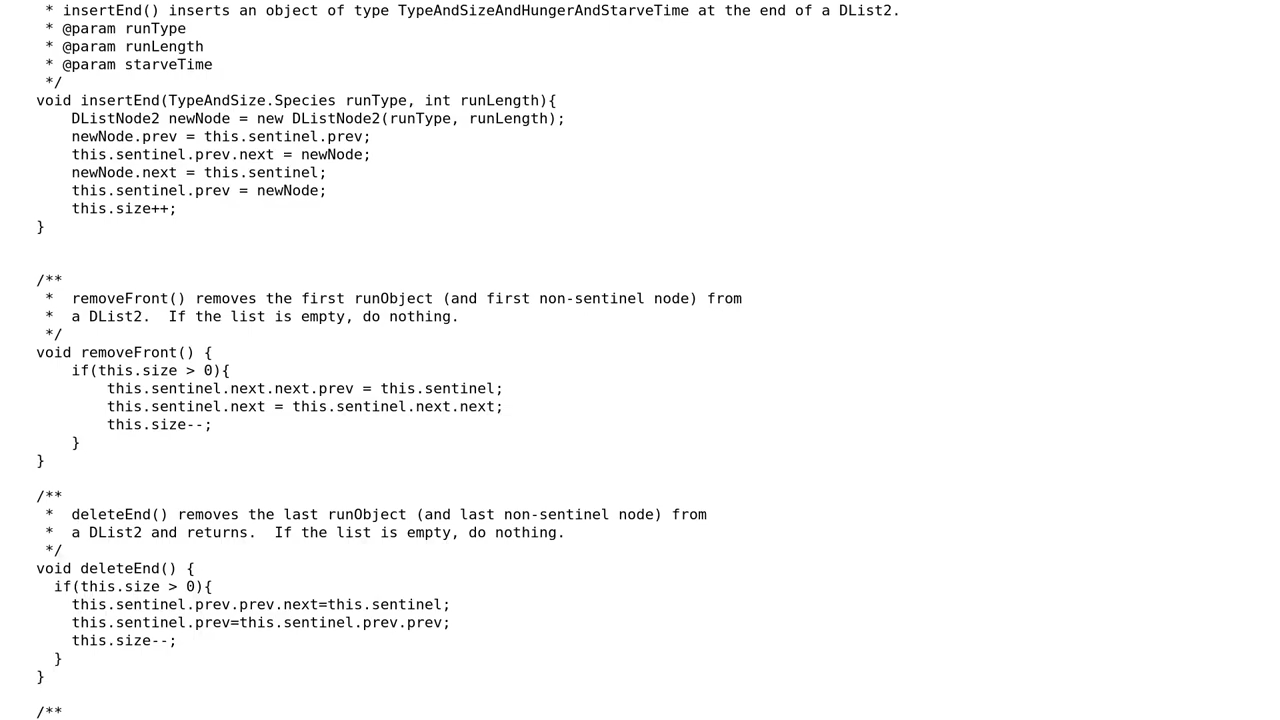 * insertEnd() inserts an object of type TypeAndSizeAndHungerAndStarveTime at the end of a DList2.
 * @param runType
 * @param runLength
 * @param starveTime
 */
void insertEnd(TypeAndSize.Species runType, int runLength){
    DListNode2 newNode = new DListNode2(runType, runLength);
    newNode.prev = this.sentinel.prev;
    this.sentinel.prev.next = newNode;
    newNode.next = this.sentinel;
    this.sentinel.prev = newNode;
    this.size++;
}


/**
 *  removeFront() removes the first runObject (and first non-sentinel node) from
 *  a DList2.  If the list is empty, do nothing.
 */
void removeFront() {
    if(this.size > 0){
        this.sentinel.next.next.prev = this.sentinel;
        this.sentinel.next = this.sentinel.next.next;
        this.size--;
    }
}

/**
 *  deleteEnd() removes the last runObject (and last non-sentinel node) from
 *  a DList2 and returns.  If the list is empty, do nothing.
 */
void deleteEnd() {
  if(this.size > 0){
    this.sentinel.prev.prev.next=this.sentinel;
    this.sentinel.prev=this.sentinel.prev.prev;
    this.size--;
  }
}

/**